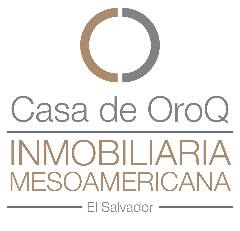 Casa de OroQ
INMOBILIARIA
MESOAMERICANA
El Salvador